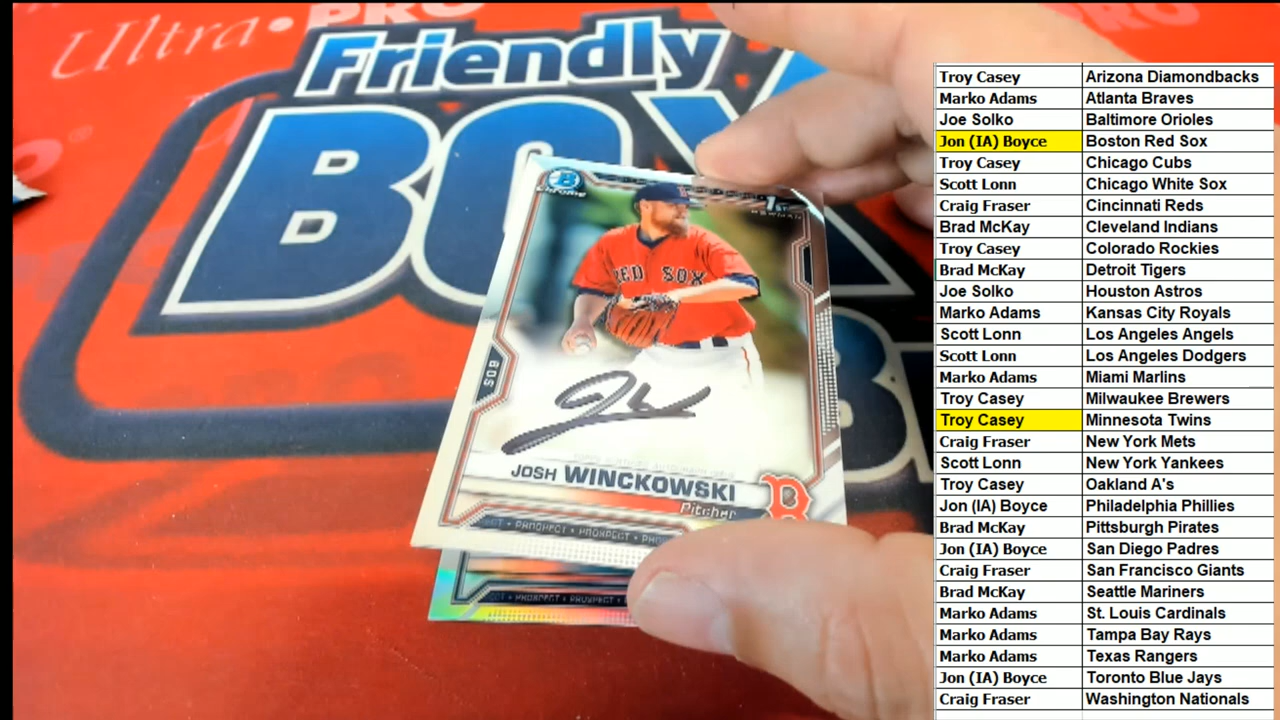 Ultra•PRO
PRO
Friendly
BOX
B
Chrome
1st
BOWMAN
RED SOX
BOS
JOSH WINCKOWSKI
Pitcher
B
• PROSPECT • PROSPECT •
• PROSPECT • PROSPECT •
Troy Casey Arizona Diamondbacks
Marko Adams Atlanta Braves
Joe Solko Baltimore Orioles
Jon (IA) Boyce Boston Red Sox
Troy Casey Chicago Cubs
Scott Lonn Chicago White Sox
Craig Fraser Cincinnati Reds
Brad McKay Cleveland Indians
Troy Casey Colorado Rockies
Brad McKay Detroit Tigers
Joe Solko Houston Astros
Marko Adams Kansas City Royals
Scott Lonn Los Angeles Angels
Scott Lonn Los Angeles Dodgers
Marko Adams Miami Marlins
Troy Casey Milwaukee Brewers
Troy Casey Minnesota Twins
Craig Fraser New York Mets
Scott Lonn New York Yankees
Troy Casey Oakland A's
Jon (IA) Boyce Philadelphia Phillies
Brad McKay Pittsburgh Pirates
Jon (IA) Boyce San Diego Padres
Craig Fraser San Francisco Giants
Brad McKay Seattle Mariners
Marko Adams St. Louis Cardinals
Marko Adams Tampa Bay Rays
Marko Adams Texas Rangers
Jon (IA) Boyce Toronto Blue Jays
Craig Fraser Washington Nationals